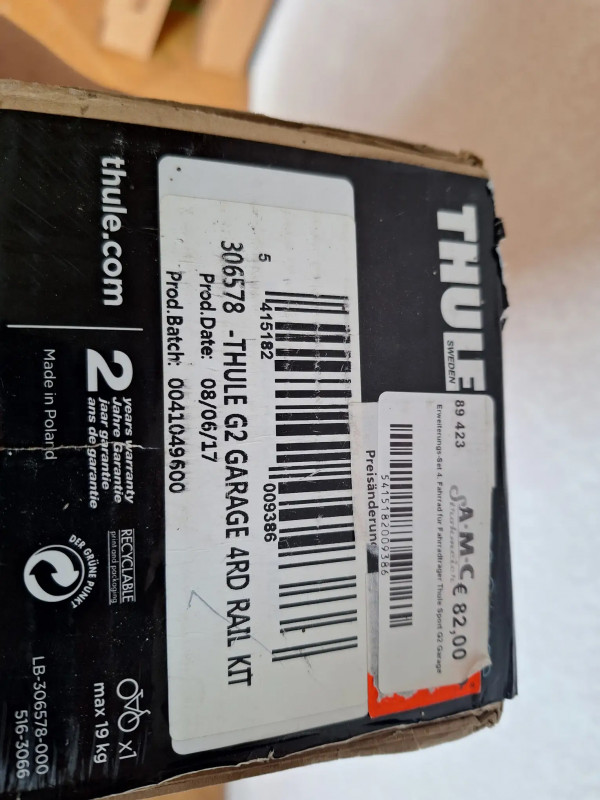 THULE
SWEDEN
89 423
A·M·C € 82,00
Erweiterungs-Set 4. Fahrrad für Fahrradträger Thule Sport G2 Garage
5415182009386
Preisänderung
5 415182 009386
306578 -THULE G2 GARAGE 4RD RAIL KIT
Prod.Date: 08/06/17
Prod.Batch: 0041049600
thule.com
2 years warranty
Jahre Garantie
jaar garantie
ans de garantie
Made in Poland
RECYCLABLE
print and packaging
DER GRÜNE PUNKT
x1
max 19 kg
LB-306578-000
516-3066